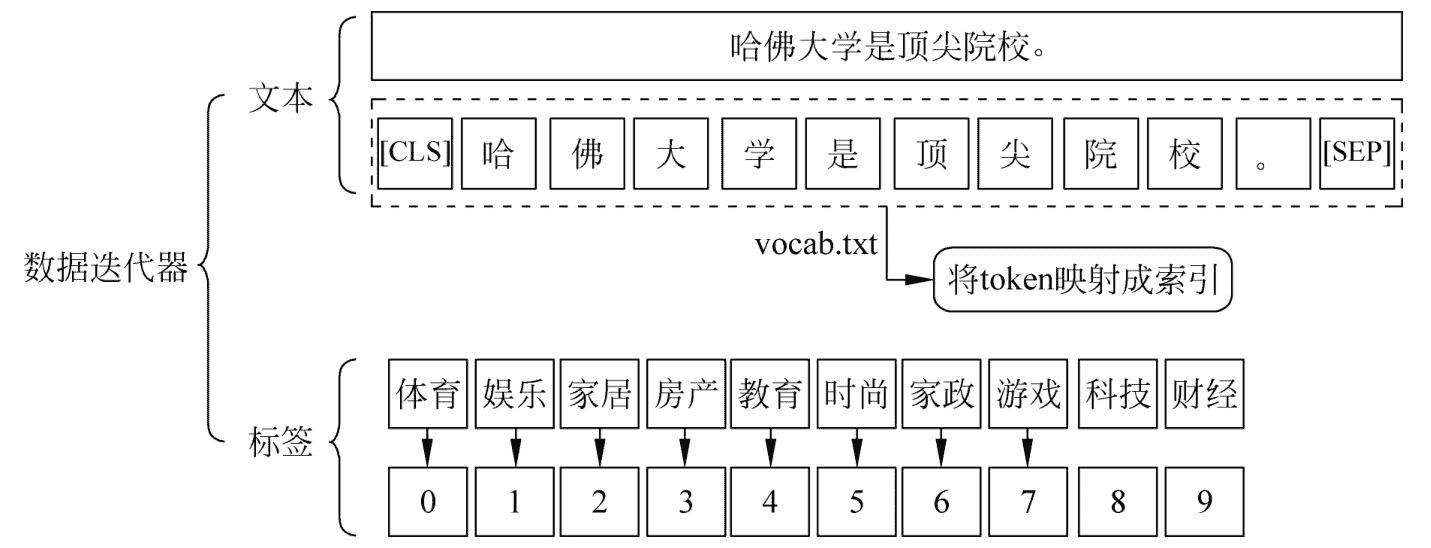 哈佛大学是顶尖院校。
文本
[CLS] 哈 佛 大 学 是 顶 尖 院 校 。 [SEP]
vocab.txt
数据迭代器
将token映射成索引
体育 娱乐 家居 房产 教育 时尚 家政 游戏 科技 财经
标签
0 1 2 3 4 5 6 7 8 9